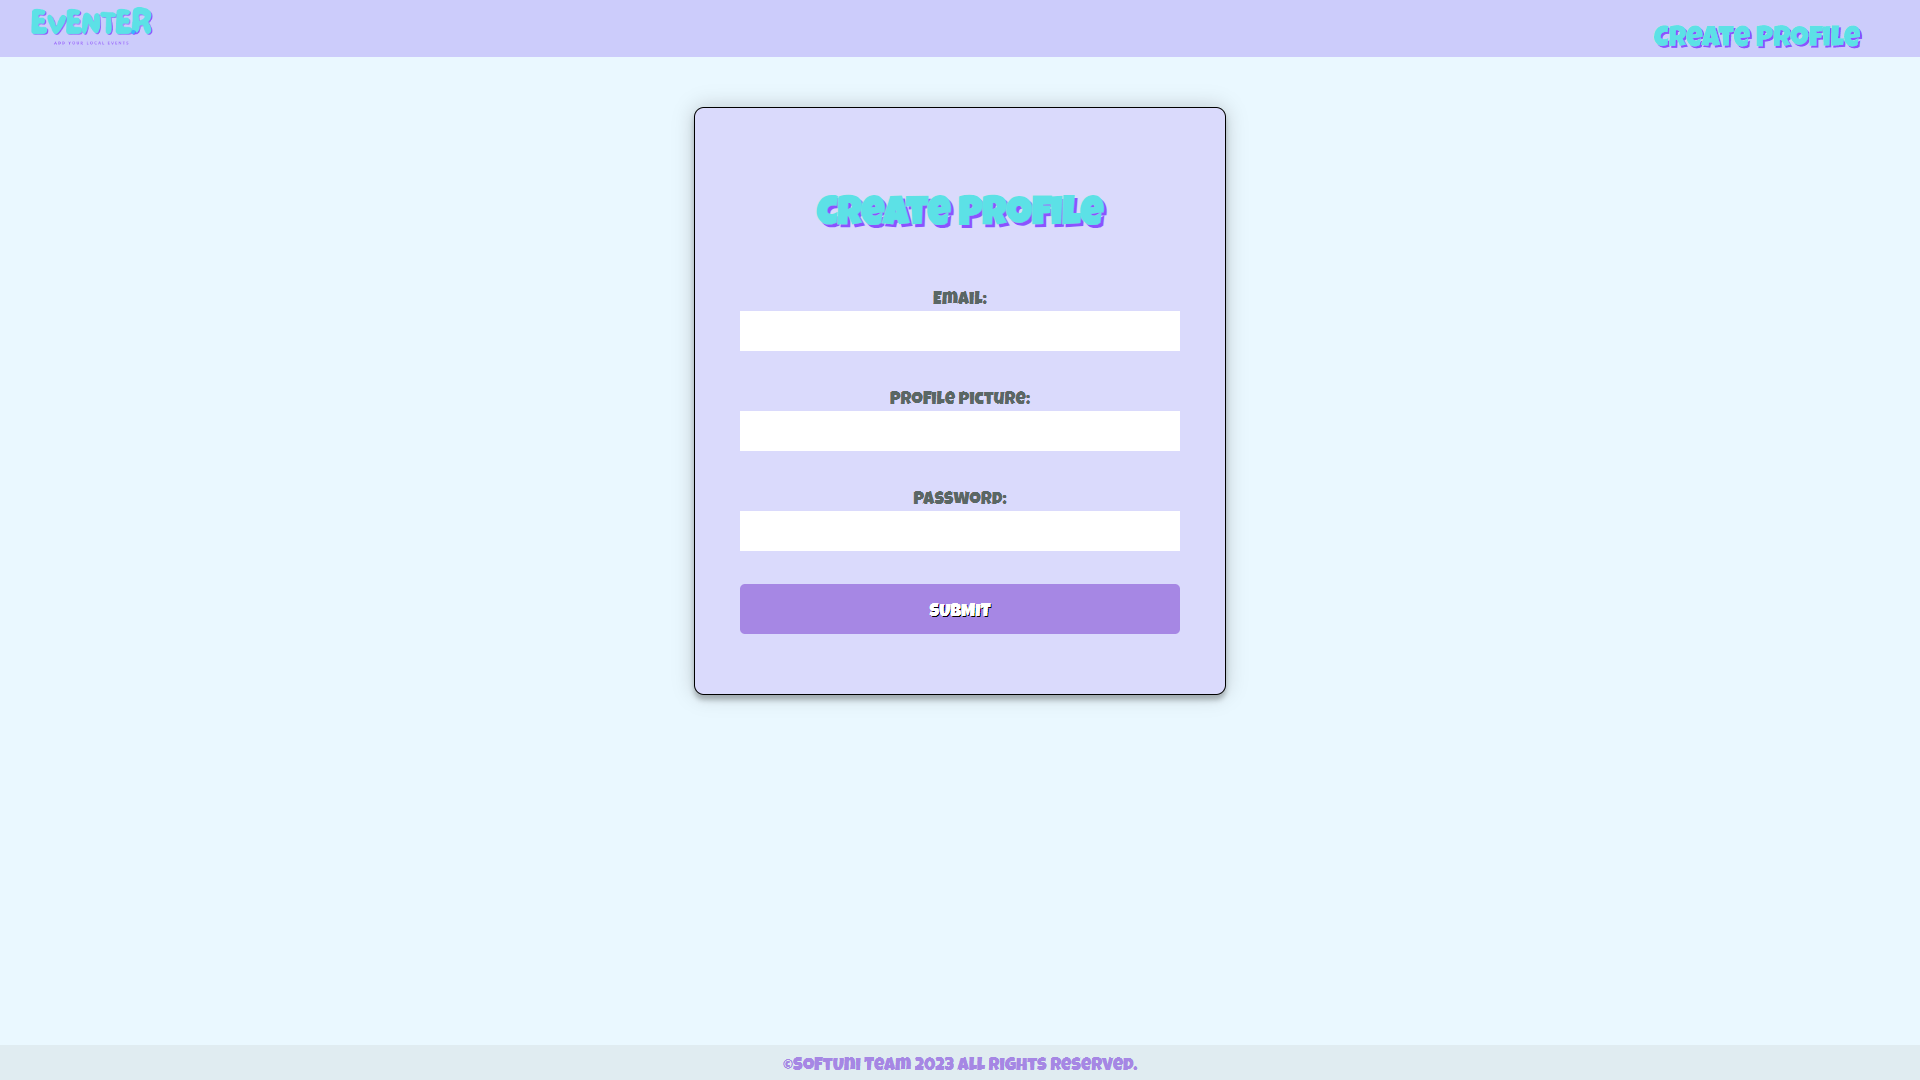 EVENTER
ADD YOUR LOCAL EVENTS
Create Profile
Create Profile
Email:
Profile Picture:
Password:
Submit
©SoftUni Team 2023 All Rights Reserved.